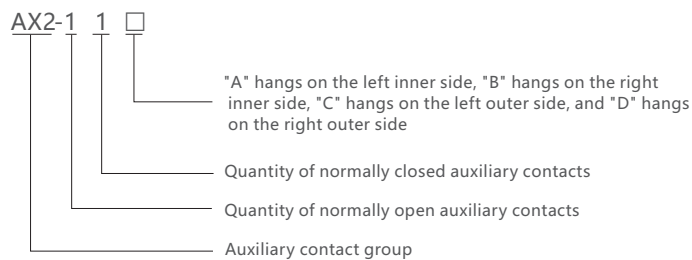 AX2-1 1 □
"A" hangs on the left inner side, "B" hangs on the right
inner side, "C" hangs on the left outer side, and "D" hangs
on the right outer side
Quantity of normally closed auxiliary contacts
Quantity of normally open auxiliary contacts
Auxiliary contact group